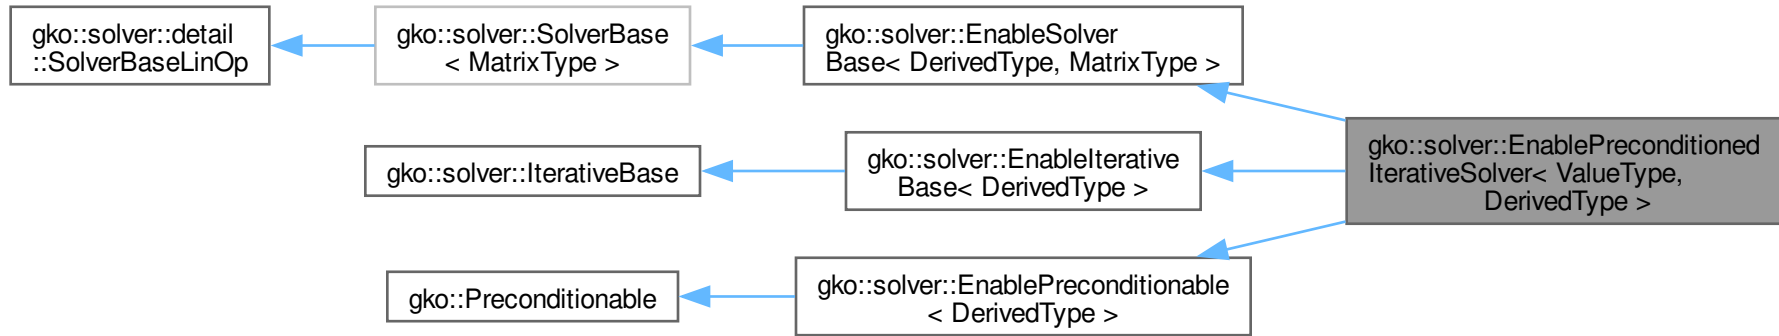 gko::solver::detail
::SolverBaseLinOp
gko::solver::SolverBase
< MatrixType >
gko::solver::EnableSolver
Base< DerivedType, MatrixType >
gko::solver::IterativeBase
gko::solver::EnableIterative
Base< DerivedType >
gko::solver::EnablePreconditioned
IterativeSolver< ValueType,
DerivedType >
gko::Preconditionable
gko::solver::EnablePreconditionable
< DerivedType >